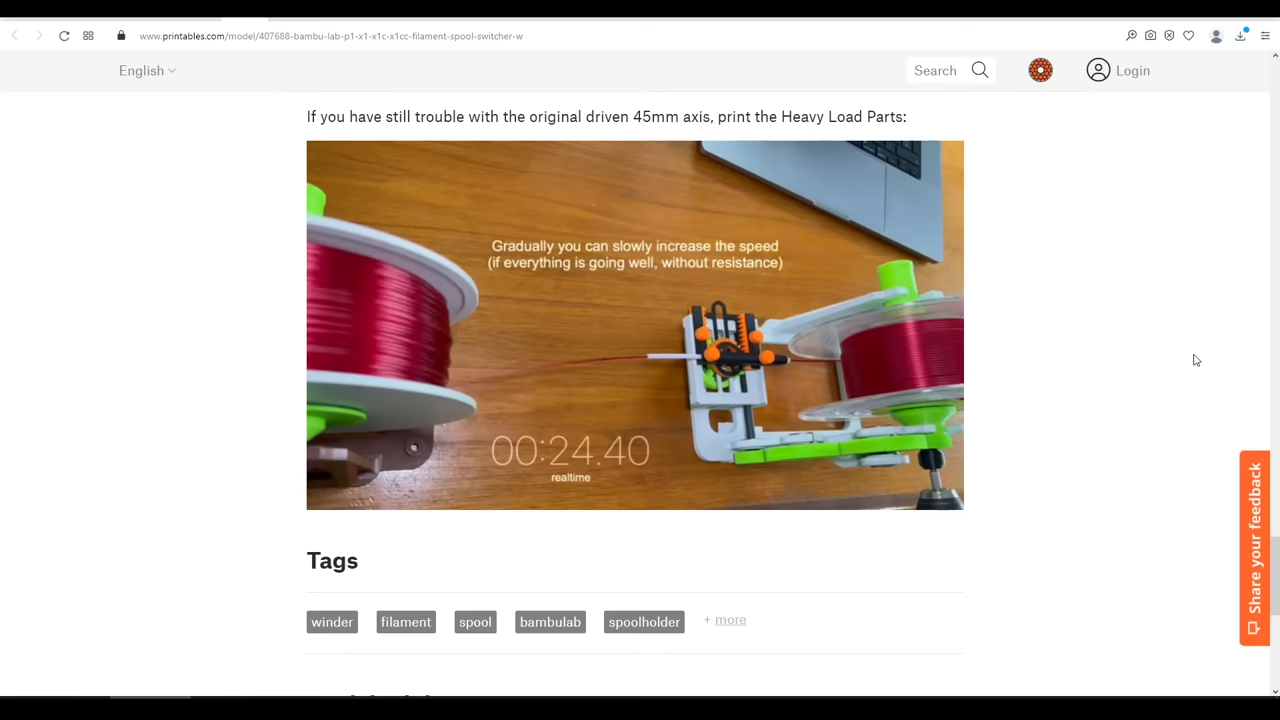 www.printables.com/model/407688-bambu-lab-p1-x1-x1c-x1cc-filament-spool-switcher-w
English
Search
Login
If you have still trouble with the original driven 45mm axis, print the Heavy Load Parts:
Gradually you can slowly increase the speed
(if everything is going well, without resistance)
00:24.40
realtime
Share your feedback
Tags
winder filament spool bambulab spoolholder + more